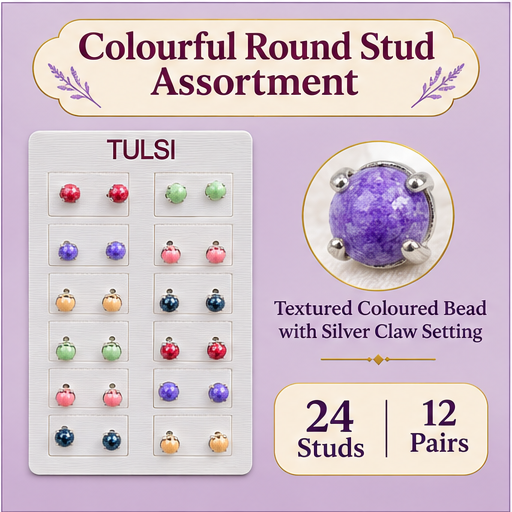 Colourful Round Stud
Assortment
TULSI
Textured Coloured Bead
with Silver Claw Setting
24
Studs
12
Pairs